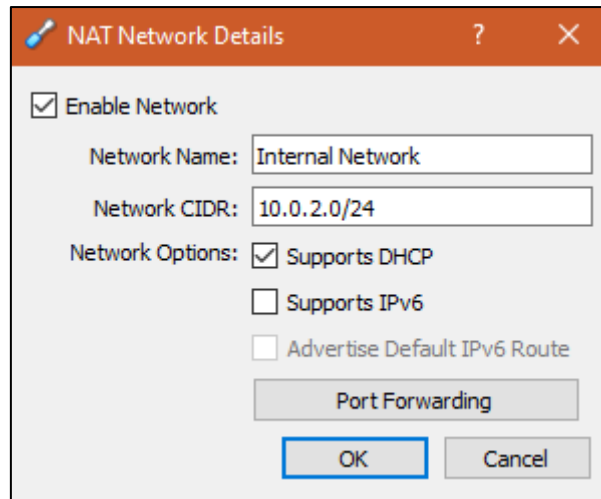 NAT Network Details ?
Enable Network
Network Name: Internal Network
Network CIDR: 10.0.2.0/24
Network Options: Supports DHCP
Supports IPv6
Advertise Default IPv6 Route
Port Forwarding
OK Cancel